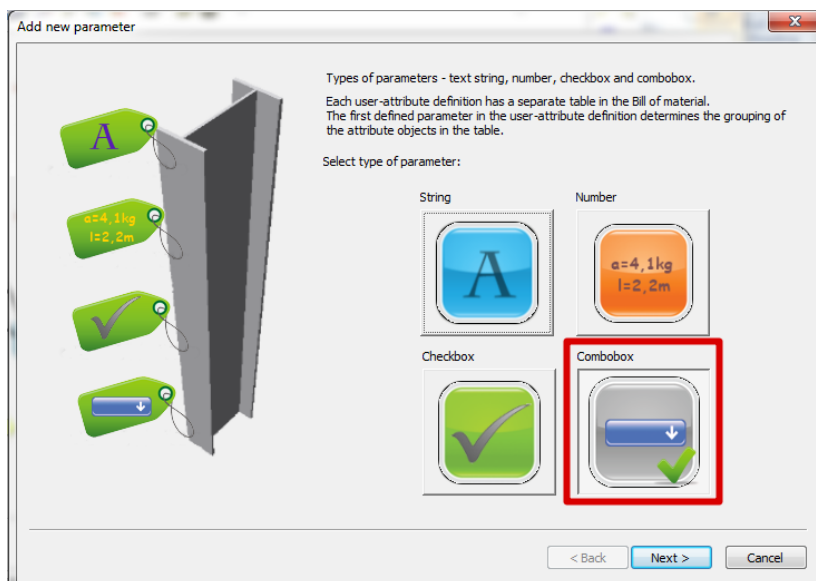 Add new parameter
Types of parameters - text string, number, checkbox and combobox.
Each user-attribute definition has a separate table in the Bill of material.
The first defined parameter in the user-attribute definition determines the grouping of
the attribute objects in the table.
Select type of parameter:
A
a=4,1kg
l=2,2m
String
A
Number
a=4,1kg
l=2,2m
Checkbox
Combobox
< Back
Next >
Cancel